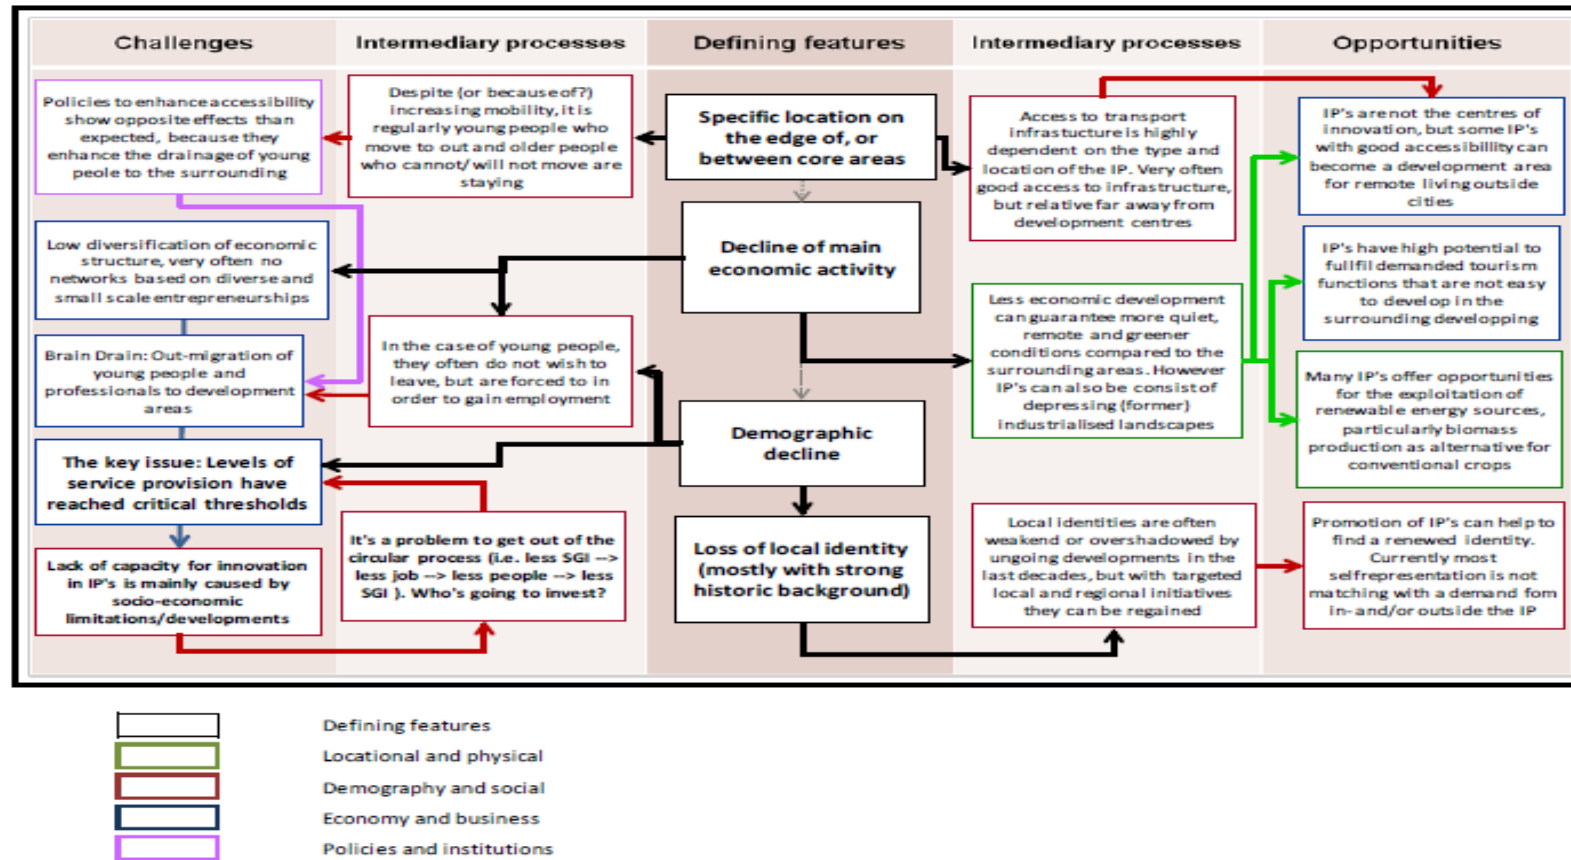 Challenges
Intermediary processes
Defining features
Intermediary processes
Opportunities
Policies to enhance accessibility
show opposite effects than
expected, because they
enhance the drainage of young
peole to the surrounding
Low diversification of economic
structure, very often no
networks based on diverse and
small scale entrepreneurships
Brain Drain: Out-migration of
young people and
professionals to development
areas
The key issue: Levels of
service provision have
reached critical thresholds
Lack of capacity for innovation
in IP's is mainly caused by
socio-economic
limitations/developments
Despite (or because of?)
increasing mobility, it is
regularly young people who
move to out and older people
who cannot/ will not move are
staying
In the case of young people,
they often do not wish to
leave, but are forced to in
order to gain employment
It's a problem to get out of the
circular process (i.e. less SGI -->
less job --> less people --> less
SGI ). Who's going to invest?
Specific location on
the edge of, or
between core areas
Decline of main
economic activity
Demographic
decline
Loss of local identity
(mostly with strong
historic background)
Access to transport
infrastucture is highly
dependent on the type and
location of the IP. Very often
good access to infrastructure,
but relative far away from
development centres
Less economic development
can guarantee more quiet,
remote and greener
conditions compared to the
surrounding areas. However
IP's can also be consist of
depressing (former)
industrialised landscapes
Local identities are often
weakend or overshadowed by
ungoing developments in the
last decades, but with targeted
local and regional initiatives
they can be regained
IP's are not the centres of
innovation, but some IP's
with good accessibillity can
become a development area
for remote living outside
cities
IP's have high potential to
fullfil demanded tourism
functions that are not easy
to develop in the
surrounding developping
Many IP's offer opportunities
for the exploitation of
renewable energy sources,
particularly biomass
production as alternative for
conventional crops
Promotion of IP's can help to
find a renewed identity.
Currently most
selfrepresentation is not
matching with a demand fom
in- and/or outside the IP
Defining features
Locational and physical
Demography and social
Economy and business
Policies and institutions